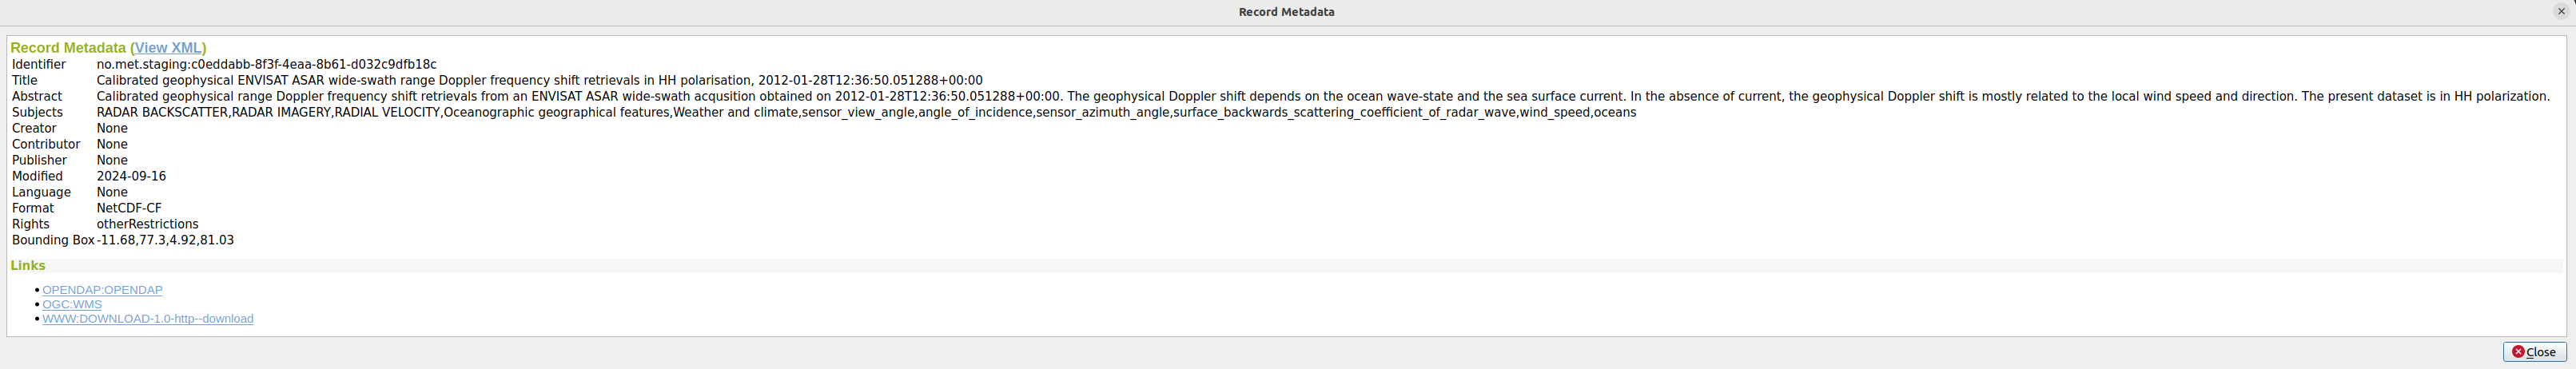 Record Metadata
Record Metadata (View XML)
Identifier no.met.staging:c0eddabb-8f3f-4eaa-8b61-d032c9dfb18c
Title Calibrated geophysical ENVISAT ASAR wide-swath range Doppler frequency shift retrievals in HH polarisation, 2012-01-28T12:36:50.051288+00:00
Abstract Calibrated geophysical range Doppler frequency shift retrievals from an ENVISAT ASAR wide-swath acqusition obtained on 2012-01-28T12:36:50.051288+00:00. The geophysical Doppler shift depends on the ocean wave-state and the sea surface current. In the absence of current, the geophysical Doppler shift is mostly related to the local wind speed and direction. The present dataset is in HH polarization.
Subjects RADAR BACKSCATTER,RADAR IMAGERY,RADIAL VELOCITY,Oceanographic geographical features,Weather and climate,sensor_view_angle,angle_of_incidence,sensor_azimuth_angle,surface_backwards_scattering_coefficient_of_radar_wave,wind_speed,oceans
Creator None
Contributor None
Publisher None
Modified 2024-09-16
Language None
Format NetCDF-CF
Rights otherRestrictions
Bounding Box -11.68,77.3,4.92,81.03
Links
• OPENDAP:OPENDAP
• OGC:WMS
• WWW:DOWNLOAD-1.0-http--download
Close